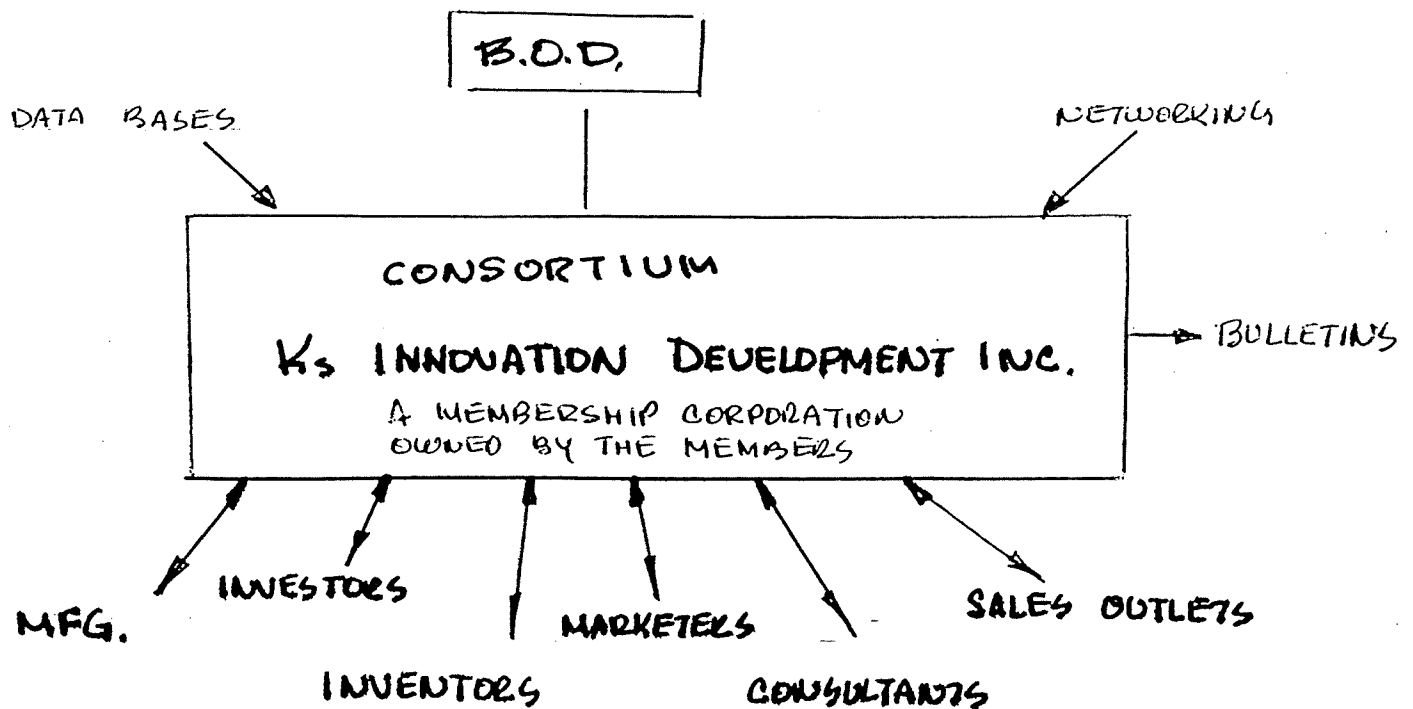 B.O.D.
DATA BASES
NETWORKING
CONSORTIUM
Ks INNOVATION DEVELOPMENT INC.
A MEMBERSHIP CORPORATION
OWNED BY THE MEMBERS
BULLETINS
INVESTORS
MFG.
MARKETERS
SALES OUTLETS
INVENTORS
CONSULTANTS